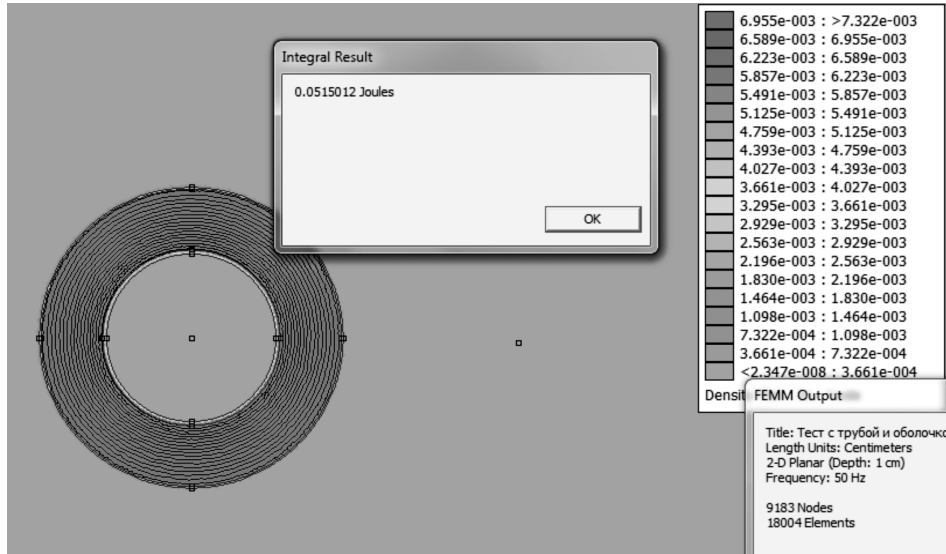 Integral Result
0.0515012 Joules
OK
6.955e-003 : >7.322e-003
6.589e-003 : 6.955e-003
6.223e-003 : 6.589e-003
5.857e-003 : 6.223e-003
5.491e-003 : 5.857e-003
5.125e-003 : 5.491e-003
4.759e-003 : 5.125e-003
4.393e-003 : 4.759e-003
4.027e-003 : 4.393e-003
3.661e-003 : 4.027e-003
3.295e-003 : 3.661e-003
2.929e-003 : 3.295e-003
2.563e-003 : 2.929e-003
2.196e-003 : 2.563e-003
1.830e-003 : 2.196e-003
1.464e-003 : 1.830e-003
1.098e-003 : 1.464e-003
7.322e-004 : 1.098e-003
3.661e-004 : 7.322e-004
<2.347e-008 : 3.661e-004
Densit
FEMM Output
Title: Тест с трубой и оболочко
Length Units: Centimeters
2-D Planar (Depth: 1 cm)
Frequency: 50 Hz
9183 Nodes
18004 Elements